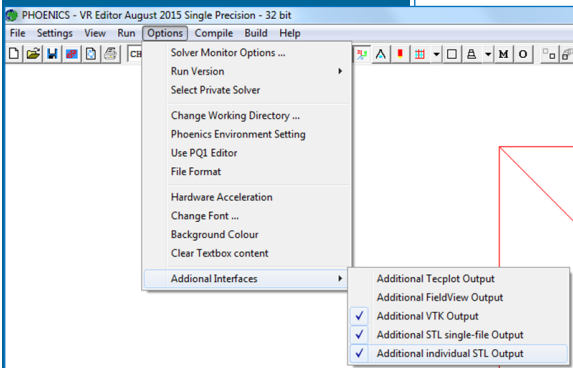 PHOENICS - VR Editor August 2015 Single Precision - 32 bit
File Settings View Run Options Compile Build Help
M O
Solver Monitor Options ...
Run Version
Select Private Solver
Change Working Directory ...
Phoenics Environment Setting
Use PQ1 Editor
File Format
Hardware Acceleration
Change Font ...
Background Colour
Clear Textbox content
Addional Interfaces
Additional Tecplot Output
Additional FieldView Output
Additional VTK Output
Additional STL single-file Output
Additional individual STL Output